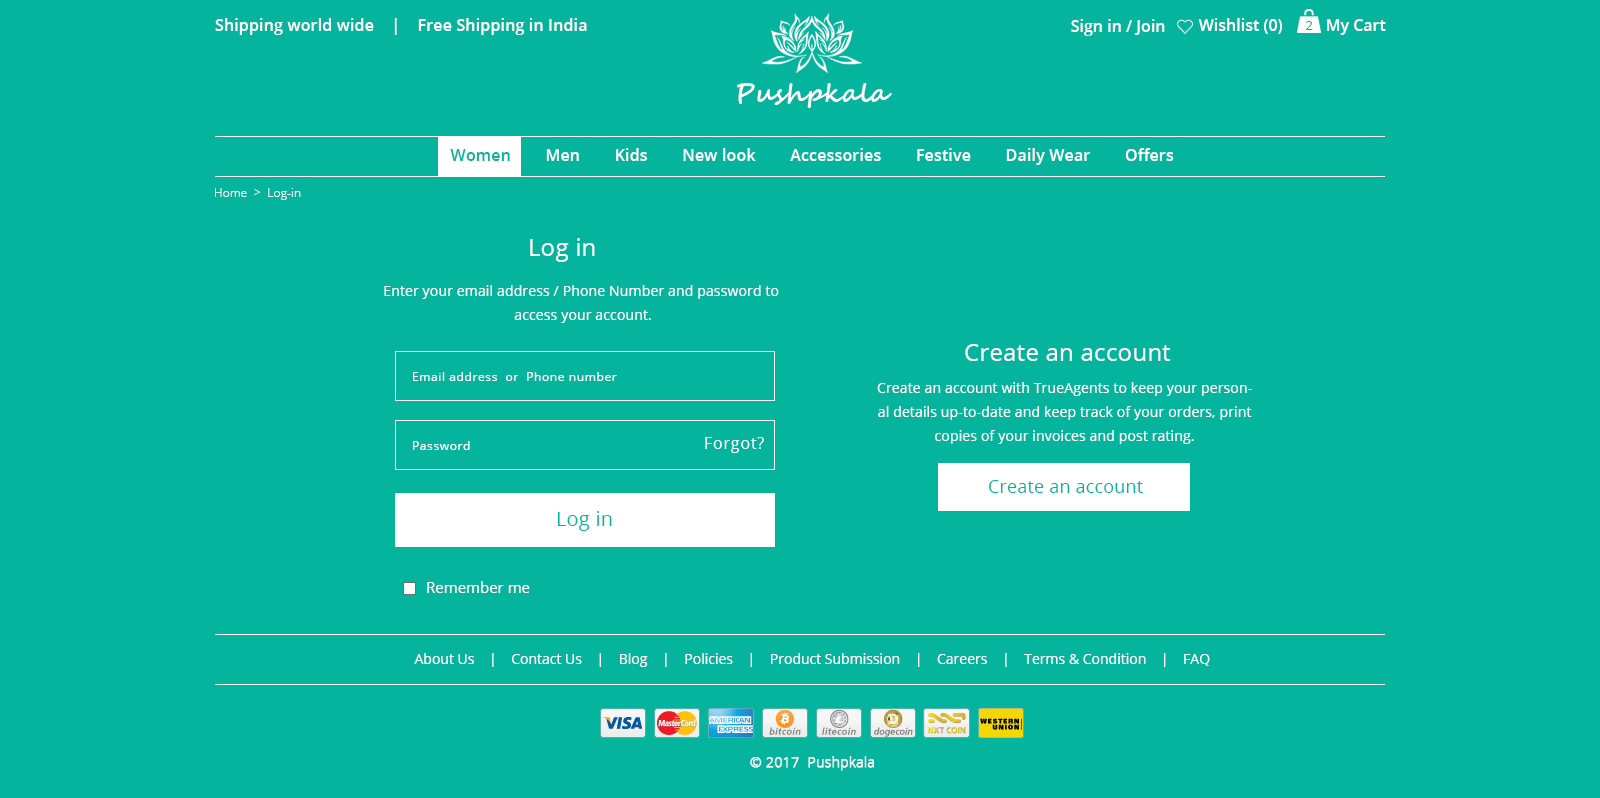 Shipping world wide | Free Shipping in India
Sign in / Join Wishlist (0) 2 My Cart
Pushpkala
Women Men Kids New look Accessories Festive Daily Wear Offers
Home > Log-in
Log in
Enter your email address / Phone Number and password to
access your account.
Email address or Phone number
Password Forgot?
Log in
Remember me
Create an account
Create an account with TrueAgents to keep your person-
al details up-to-date and keep track of your orders, print
copies of your invoices and post rating.
Create an account
About Us | Contact Us | Blog | Policies | Product Submission | Careers | Terms & Condition | FAQ
VISA MasterCard AMERICAN EXPRESS bitcoin litecoin dogecoin NXT COIN WESTERN UNION
© 2017 Pushpkala